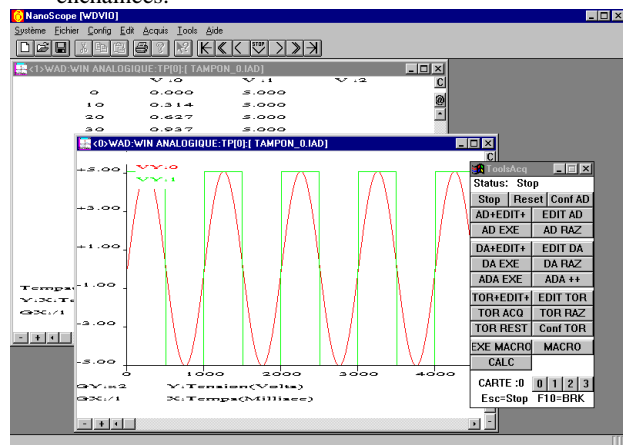 enchaînées.
NanoScope [WDVIO]
Système Fichier Config Edit Acquis Tools Aide
STOP
<1>WAD:WIN ANALOGIQUE:TP[0]:[ TAMPON_0.IAD]
V :0 V :1 V :2 C
0 0.000 5.000 @
10 0.314 5.000
20 0.627 5.000
30 0.937 5.000
<0>WAD:WIN ANALOGIQUE:TP[0]:[ TAMPON_0.IAD]
C
+5.00 VY:0
VY:1
+3.00
+1.00
-1.00
-3.00
-5.00
0 1000 2000 3000 4000
GY:x2 Y:Tension(Volts)
GX:/1 X:Temps(Millisec)
Temps
Y:X:Te
GX:/1
ToolsAcq
Status: Stop
Stop Reset Conf AD
AD+EDIT+ EDIT AD
AD EXE AD RAZ
DA+EDIT+ EDIT DA
DA EXE DA RAZ
ADA EXE ADA ++
TOR+EDIT+ EDIT TOR
TOR ACQ TOR RAZ
TOR REST Conf TOR
EXE MACRO MACRO
CALC
CARTE :0 0 1 2 3
Esc=Stop F10=BRK